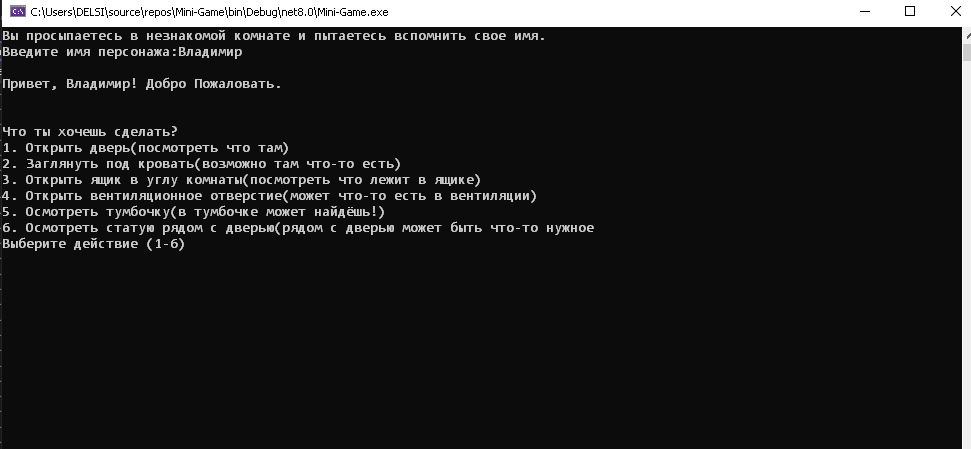 C:\Users\DELSI\source\repos\Mini-Game\bin\Debug\net8.0\Mini-Game.exe
Вы просыпаетесь в незнакомой комнате и пытаетесь вспомнить свое имя.
Введите имя персонажа:Владимир
Привет, Владимир! Добро Пожаловать.
Что ты хочешь сделать?
1. Открыть дверь(посмотреть что там)
2. Заглянуть под кровать(возможно там что-то есть)
3. Открыть ящик в углу комнаты(посмотреть что лежит в ящике)
4. Открыть вентиляционное отверстие(может что-то есть в вентиляции)
5. Осмотреть тумбочку(в тумбочке может найдёшь!)
6. Осмотреть статую рядом с дверью(рядом с дверью может быть что-то нужное
Выберите действие (1-6)